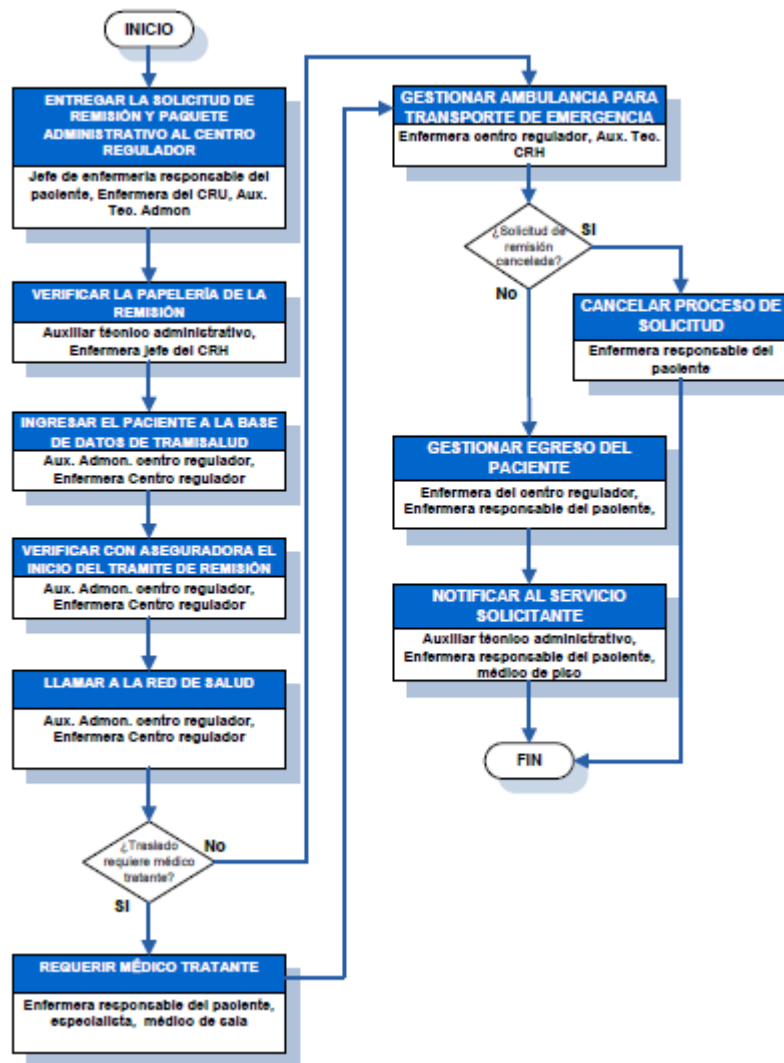 INICIO
ENTREGAR LA SOLICITUD DE
REMISIÓN Y PAQUETE
ADMINISTRATIVO AL CENTRO
REGULADOR
Jefe de enfermería responsable del
paciente, Enfermera del CRU, Aux.
Tec. Admon
VERIFICAR LA PAPELERÍA DE LA
REMISIÓN
Auxiliar técnico administrativo,
Enfermera jefe del CRH
INGRESAR EL PACIENTE A LA BASE
DE DATOS DE TRAMISALUD
Aux. Admon. centro regulador,
Enfermera Centro regulador
VERIFICAR CON ASEGURADORA EL
INICIO DEL TRAMITE DE REMISIÓN
Aux. Admon. centro regulador,
Enfermera Centro regulador
LLAMAR A LA RED DE SALUD
Aux. Admon. centro regulador,
Enfermera Centro regulador
¿Traslado
requiere médico
tratante?
No
SI
REQUERIR MÉDICO TRATANTE
Enfermera responsable del paciente,
especialista, médico de sala
GESTIONAR AMBULANCIA PARA
TRANSPORTE DE EMERGENCIA
Enfermera centro regulador, Aux. Tec.
CRH
¿Solicitud de
remisión
cancelada?
SI
No
CANCELAR PROCESO DE
SOLICITUD
Enfermera responsable del
paciente
GESTIONAR EGRESO DEL
PACIENTE
Enfermera del centro regulador,
Enfermera responsable del paciente,
NOTIFICAR AL SERVICIO
SOLICITANTE
Auxiliar técnico administrativo,
Enfermera responsable del paciente,
médico de piso
FIN